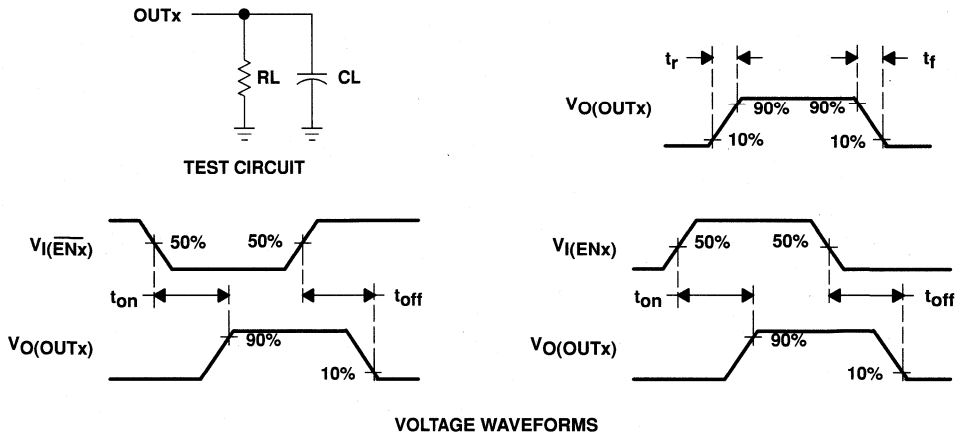 OUTx
RL CL
TEST CIRCUIT
tr tf
VO(OUTx)
90% 90%
10% 10%
VI(E̅N̅x̅)
50% 50%
ton toff
VO(OUTx)
90%
10%
VI(ENx)
50% 50%
ton toff
VO(OUTx)
90%
10%
VOLTAGE WAVEFORMS